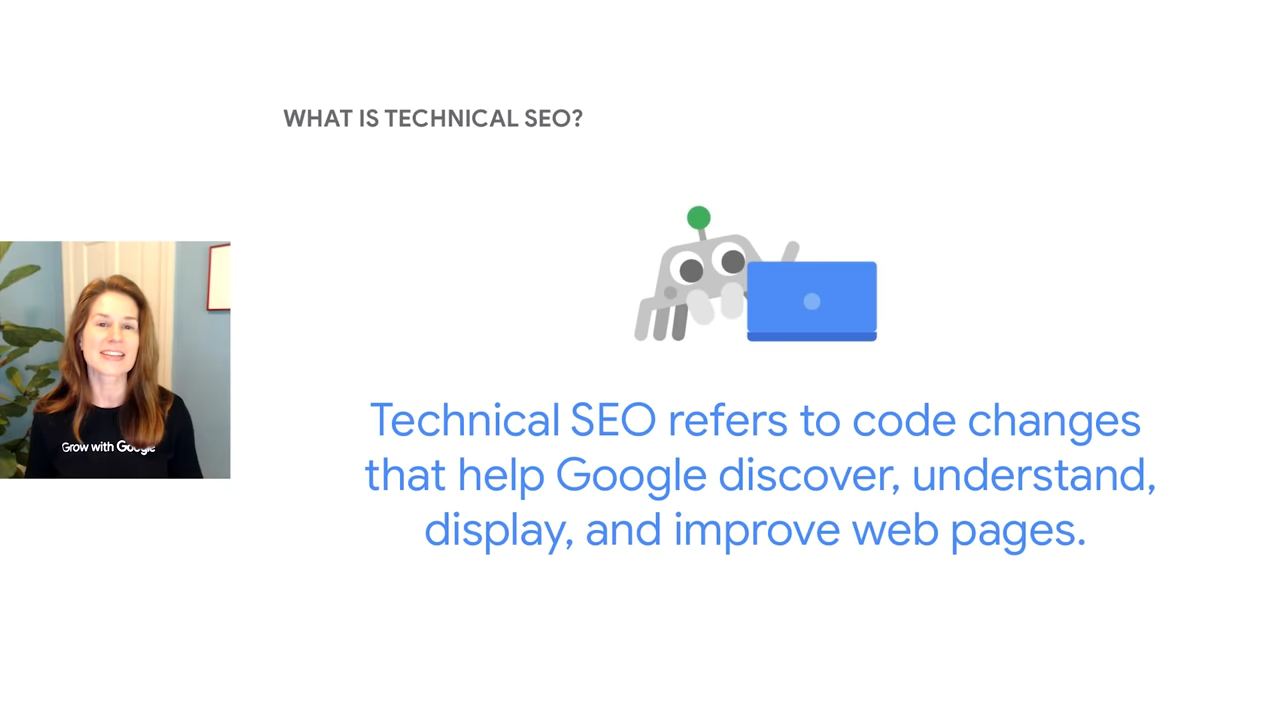 WHAT IS TECHNICAL SEO?
Grow with Google
Technical SEO refers to code changes
that help Google discover, understand,
display, and improve web pages.